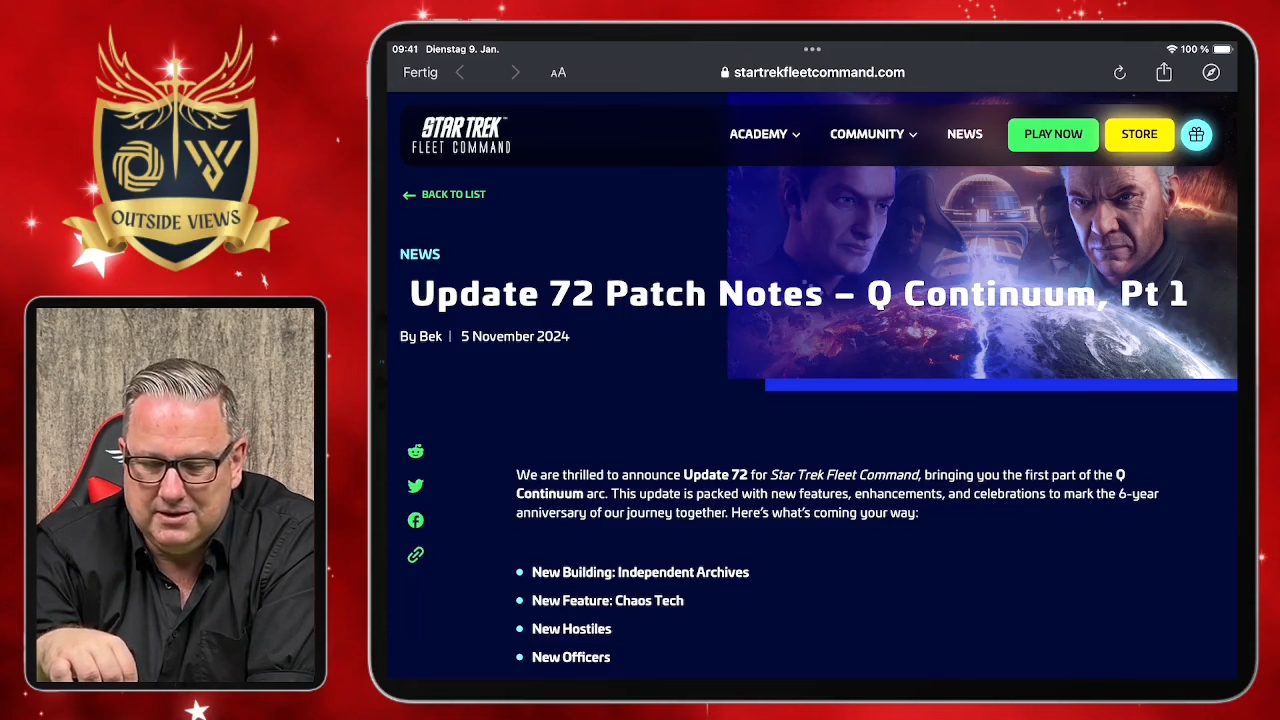 OUTSIDE VIEWS
09:41 Dienstag 9. Jan.
100 %
Fertig
AA
startrekfleetcommand.com
STAR TREK
FLEET COMMAND
ACADEMY
COMMUNITY
NEWS
PLAY NOW
STORE
BACK TO LIST
NEWS
Update 72 Patch Notes – Q Continuum, Pt 1
By Bek | 5 November 2024
We are thrilled to announce Update 72 for Star Trek Fleet Command, bringing you the first part of the Q
Continuum arc. This update is packed with new features, enhancements, and celebrations to mark the 6-year
anniversary of our journey together. Here's what's coming your way:
New Building: Independent Archives
New Feature: Chaos Tech
New Hostiles
New Officers